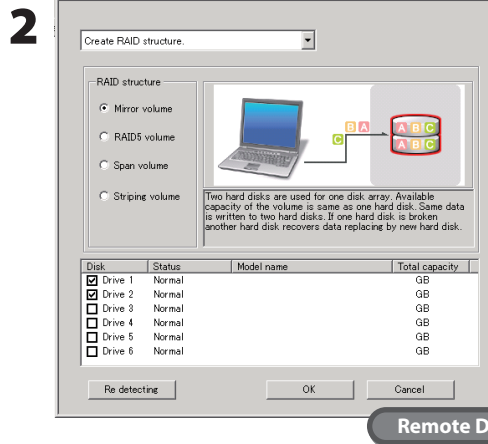 2
Create RAID structure.
RAID structure
Mirror volume
RAID5 volume
Span volume
Striping volume
C B A
A B C
A B C
Two hard disks are used for one disk array. Available
capacity of the volume is same as one hard disk. Same data
is written to two hard disks. If one hard disk is broken
another hard disk recovers data replacing by new hard disk.
Disk Status Model name Total capacity
Drive 1 Normal GB
Drive 2 Normal GB
Drive 3 Normal GB
Drive 4 Normal GB
Drive 5 Normal GB
Drive 6 Normal GB
Re detecting OK Cancel
Remote D